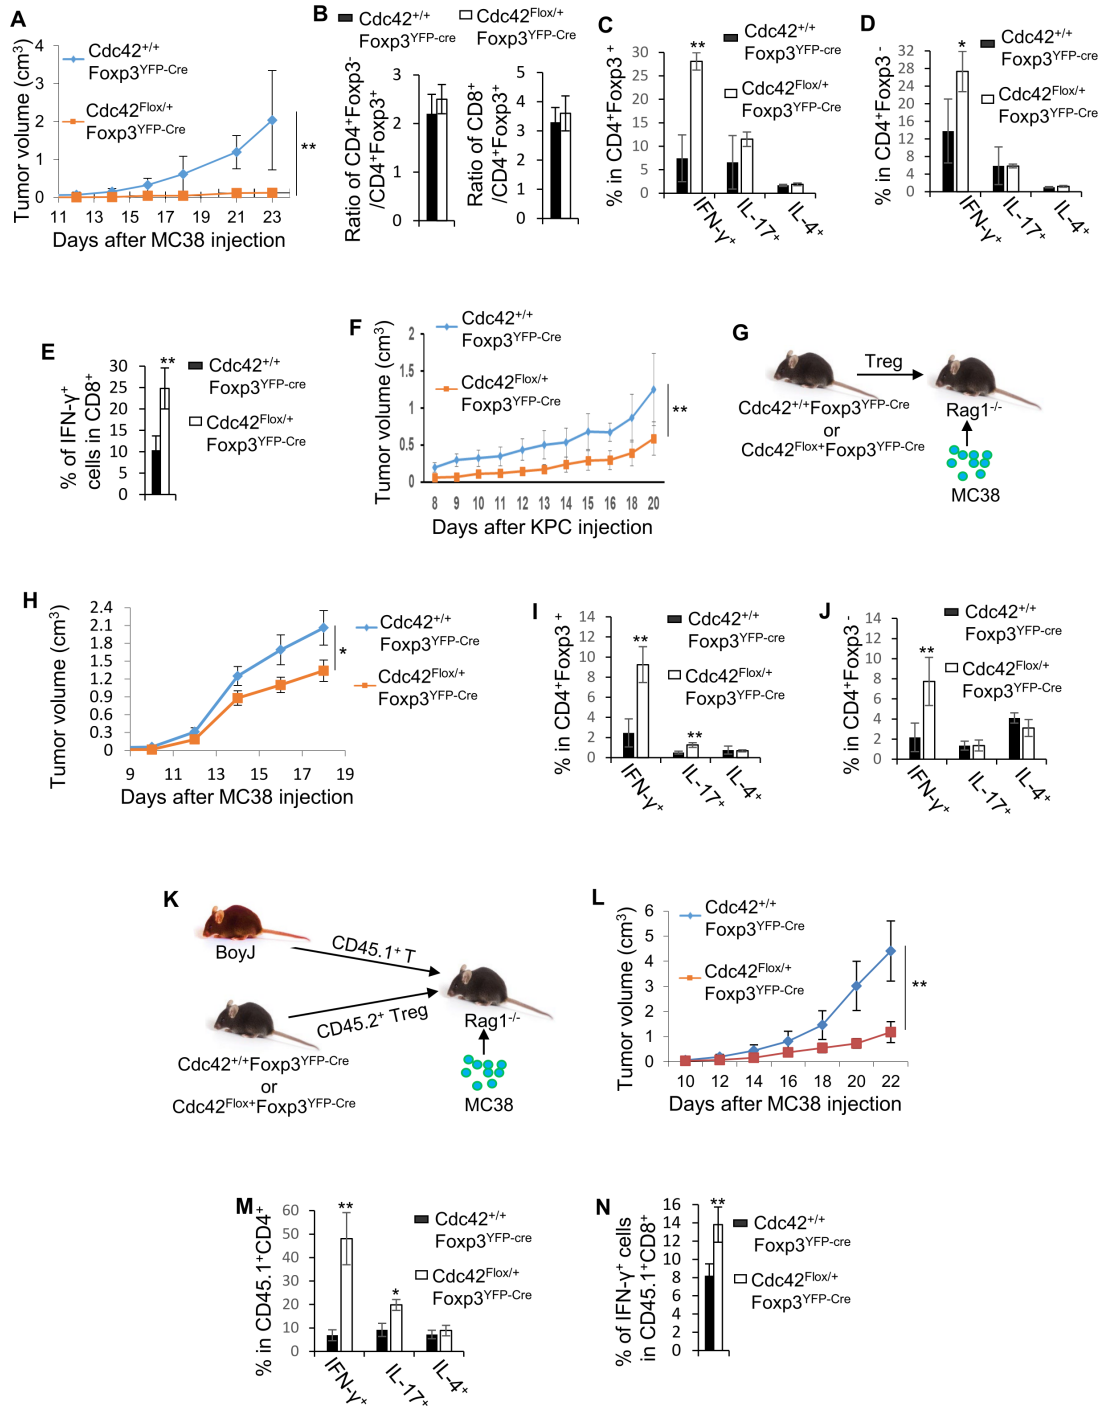 A
Tumor volume (cm3)
4
3
2
1
0
11 13 15 17 19 21 23
Days after MC38 injection
Cdc42+/+
Foxp3YFP-Cre
Cdc42Flox/+
Foxp3YFP-Cre
**
B
Cdc42+/+
Foxp3YFP-cre
Cdc42Flox/+
Foxp3YFP-Cre
Ratio of CD4+Foxp3-
/CD4+Foxp3+
3
2
1
0
Ratio of CD8+
/CD4+Foxp3+
5
4
3
2
1
0
C
% in CD4+Foxp3+
30
25
20
15
10
5
0
**
IFN-γ+ IL-17+ IL-4+
Cdc42+/+
Foxp3YFP-cre
Cdc42Flox/+
Foxp3YFP-Cre
D
% in CD4+Foxp3-
32
28
24
20
16
12
8
4
0
*
IFN-γ+ IL-17+ IL-4+
Cdc42+/+
Foxp3YFP-cre
Cdc42Flox/+
Foxp3YFP-Cre
E
% of IFN-γ+
cells in CD8+
30
25
20
15
10
5
0
**
Cdc42+/+
Foxp3YFP-cre
Cdc42Flox/+
Foxp3YFP-Cre
F
Tumor volume (cm3)
2
1.5
1
0.5
0
8 9 10 11 12 13 14 15 16 18 20
Days after KPC injection
Cdc42+/+
Foxp3YFP-Cre
Cdc42Flox/+
Foxp3YFP-Cre
**
G
Treg
Cdc42+/+Foxp3YFP-Cre
or
Cdc42Flox+Foxp3YFP-Cre
Rag1-/-
MC38
H
Tumor volume (cm3)
2.4
2.1
1.8
1.5
1.2
0.9
0.6
0.3
0
9 11 13 15 17 19
Days after MC38 injection
Cdc42+/+
Foxp3YFP-Cre
Cdc42Flox/+
Foxp3YFP-Cre
*
I
% in CD4+Foxp3+
14
12
10
8
6
4
2
0
**
**
IFN-γ+ IL-17+ IL-4+
Cdc42+/+
Foxp3YFP-cre
Cdc42Flox/+
Foxp3YFP-Cre
J
% in CD4+Foxp3-
14
12
10
8
6
4
2
0
**
IFN-γ+ IL-17+ IL-4+
Cdc42+/+
Foxp3YFP-cre
Cdc42Flox/+
Foxp3YFP-Cre
K
BoyJ
CD45.1+ T
CD45.2+ Treg
Cdc42+/+Foxp3YFP-Cre
or
Cdc42Flox+Foxp3YFP-Cre
Rag1-/-
MC38
L
Tumor volume (cm3)
6
5
4
3
2
1
0
10 12 14 16 18 20 22
Days after MC38 injection
Cdc42+/+
Foxp3YFP-Cre
Cdc42Flox/+
Foxp3YFP-Cre
**
M
% in CD45.1+CD4+
60
50
40
30
20
10
0
**
*
IFN-γ+ IL-17+ IL-4+
Cdc42+/+
Foxp3YFP-cre
Cdc42Flox/+
Foxp3YFP-Cre
N
% of IFN-γ+ cells
in CD45.1+CD8+
16
14
12
10
8
6
4
2
0
**
Cdc42+/+
Foxp3YFP-cre
Cdc42Flox/+
Foxp3YFP-Cre